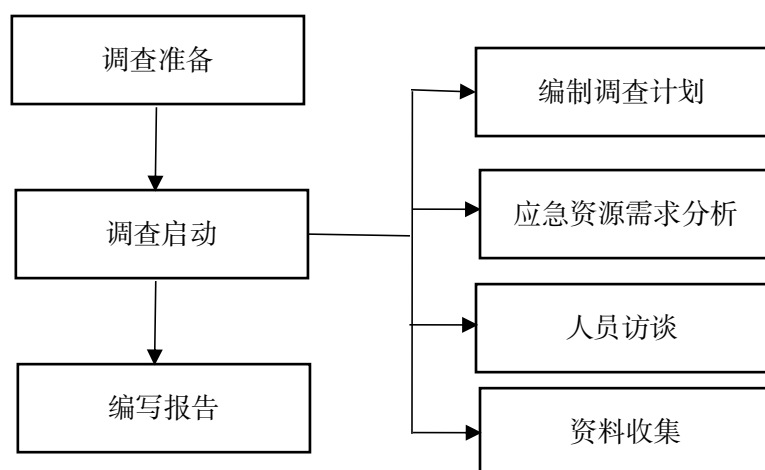 调查准备
调查启动
编写报告
编制调查计划
应急资源需求分析
人员访谈
资料收集